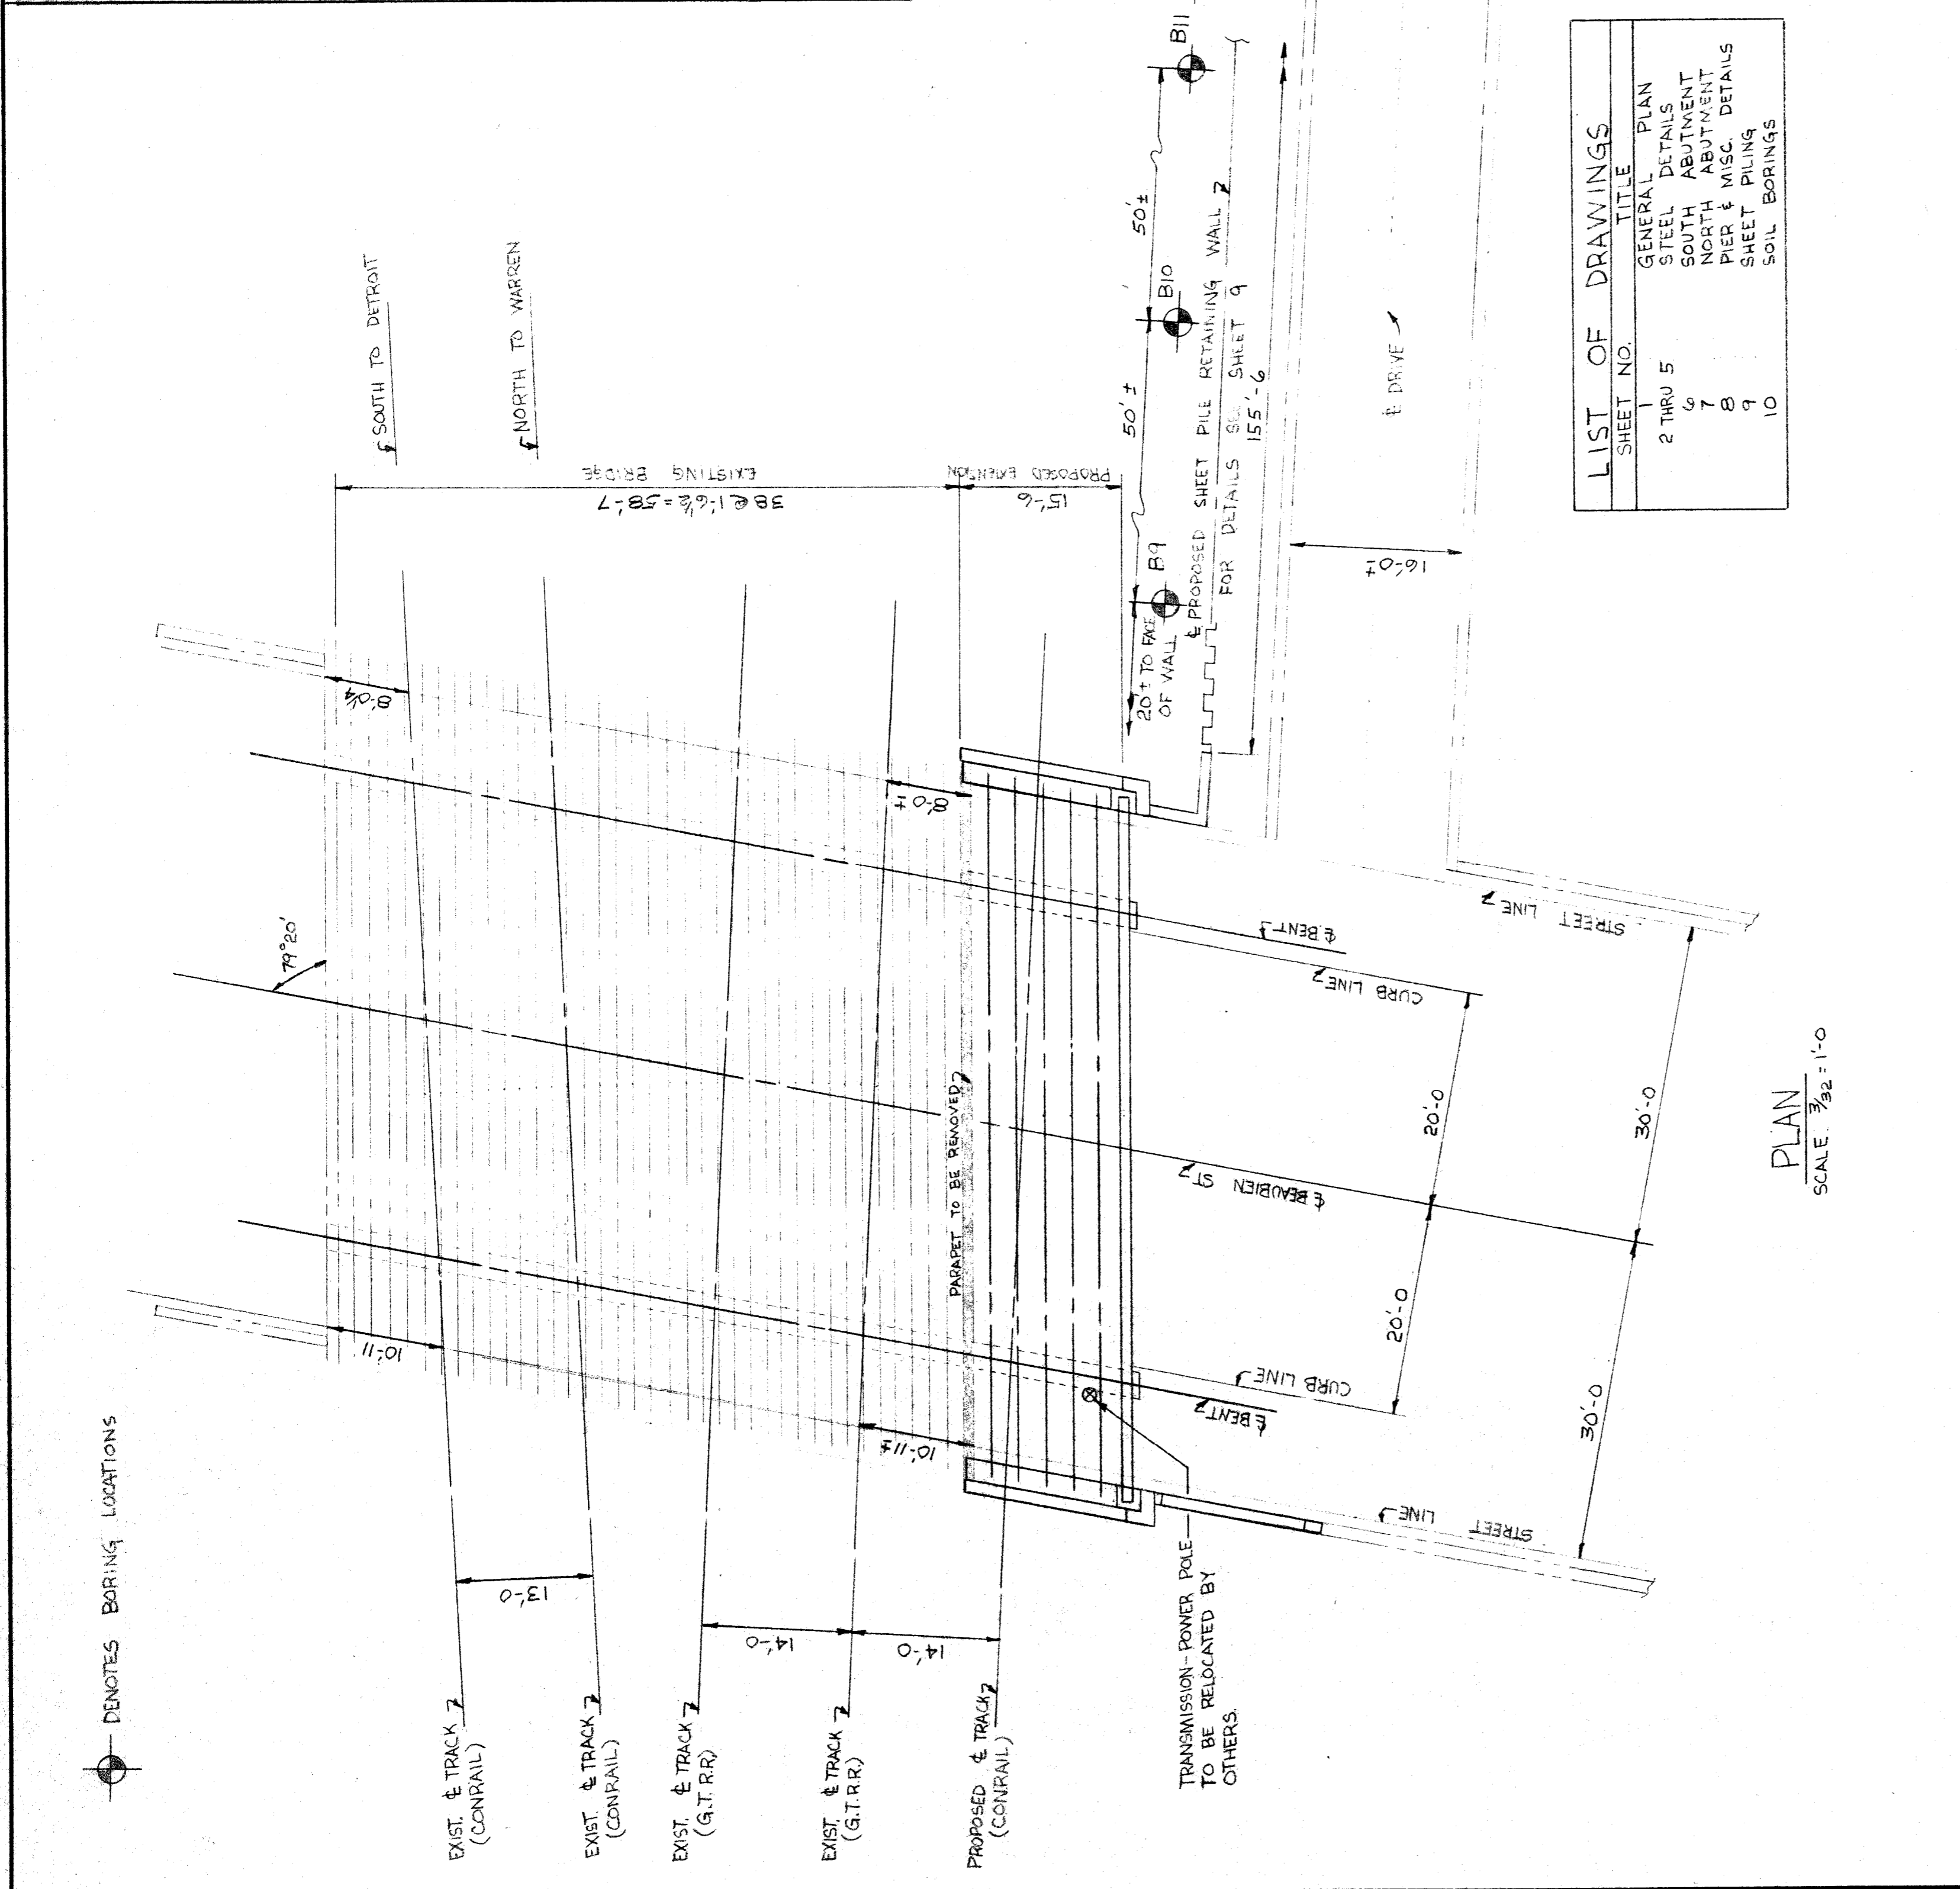 DENOTES BORING LOCATIONS
℄ SOUTH TO DETROIT
℄ NORTH TO WARREN
B11
B10
B9
50'±
50'±
20'± TO FACE
OF WALL
℄ PROPOSED SHEET PILE RETAINING WALL
FOR DETAILS SEE SHEET 9
155'-6
℄ DRIVE
16'-0±
EXISTING BRIDGE
38@1'-6½=58'-7
PROPOSED EXTENSION
15'-6
8'-0¼
8'-0±
79°20'
10'-11
10'-11±
PARAPET TO BE REMOVED
13'-0
14'-0
14'-0
EXIST. ℄ TRACK
(CONRAIL)
EXIST. ℄ TRACK
(CONRAIL)
EXIST. ℄ TRACK
(G.T.R.R.)
EXIST. ℄ TRACK
(G.T.R.R.)
PROPOSED ℄ TRACK
(CONRAIL)
TRANSMISSION-POWER POLE
TO BE RELOCATED BY
OTHERS.
℄ BENT
CURB LINE
STREET LINE
℄ BEAUBIEN ST
℄ BENT
CURB LINE
STREET LINE
20'-0
20'-0
30'-0
30'-0
PLAN
SCALE 3/32=1'-0
LIST OF DRAWINGS
SHEET NO. TITLE
1 GENERAL PLAN
2 THRU 5 STEEL DETAILS
6 SOUTH ABUTMENT
7 NORTH ABUTMENT
8 PIER & MISC. DETAILS
9 SHEET PILING
10 SOIL BORINGS